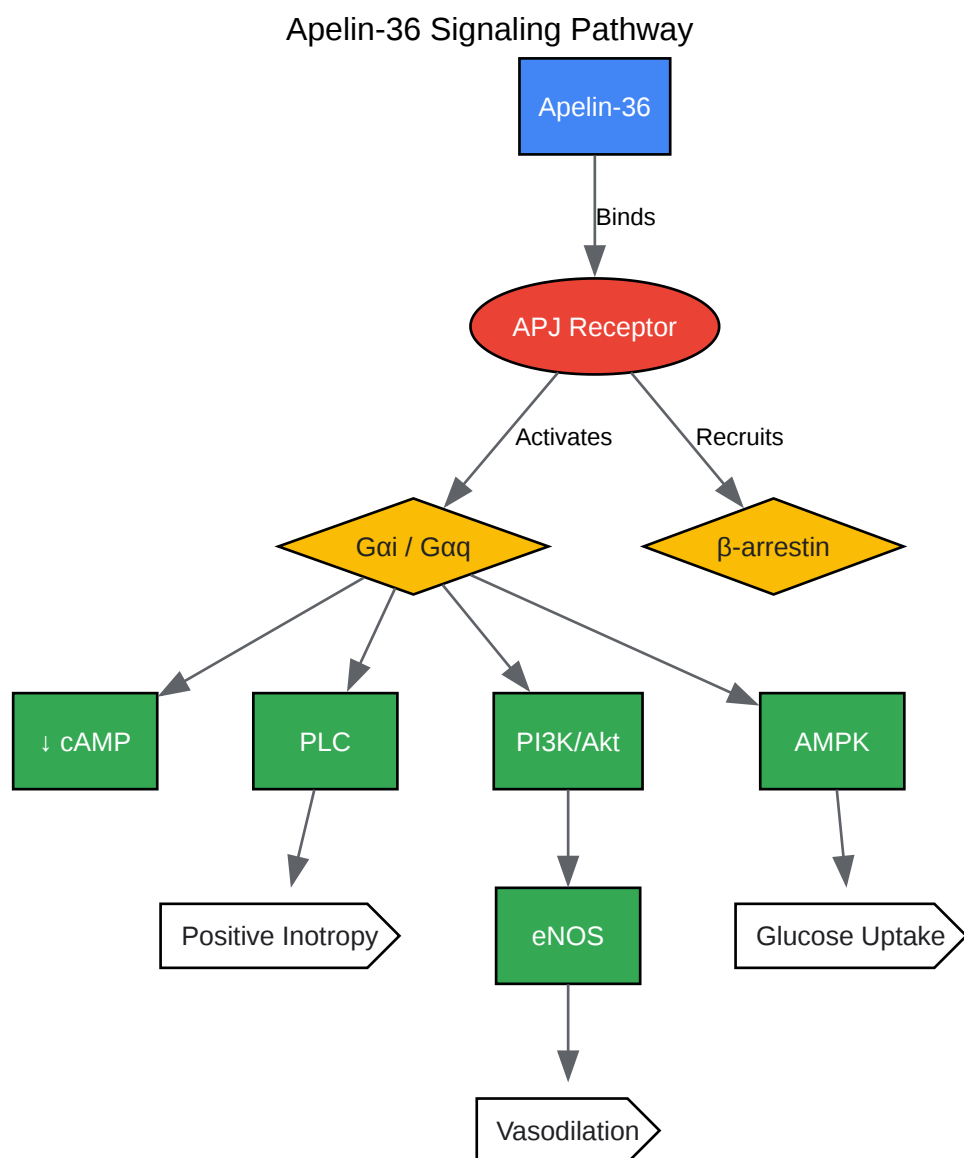 Apelin-36 Signaling Pathway
Apelin-36
Binds
APJ Receptor
Activates
Recruits
Gαi / Gαq
β-arrestin
↓ cAMP
PLC
PI3K/Akt
AMPK
Positive Inotropy
eNOS
Glucose Uptake
Vasodilation